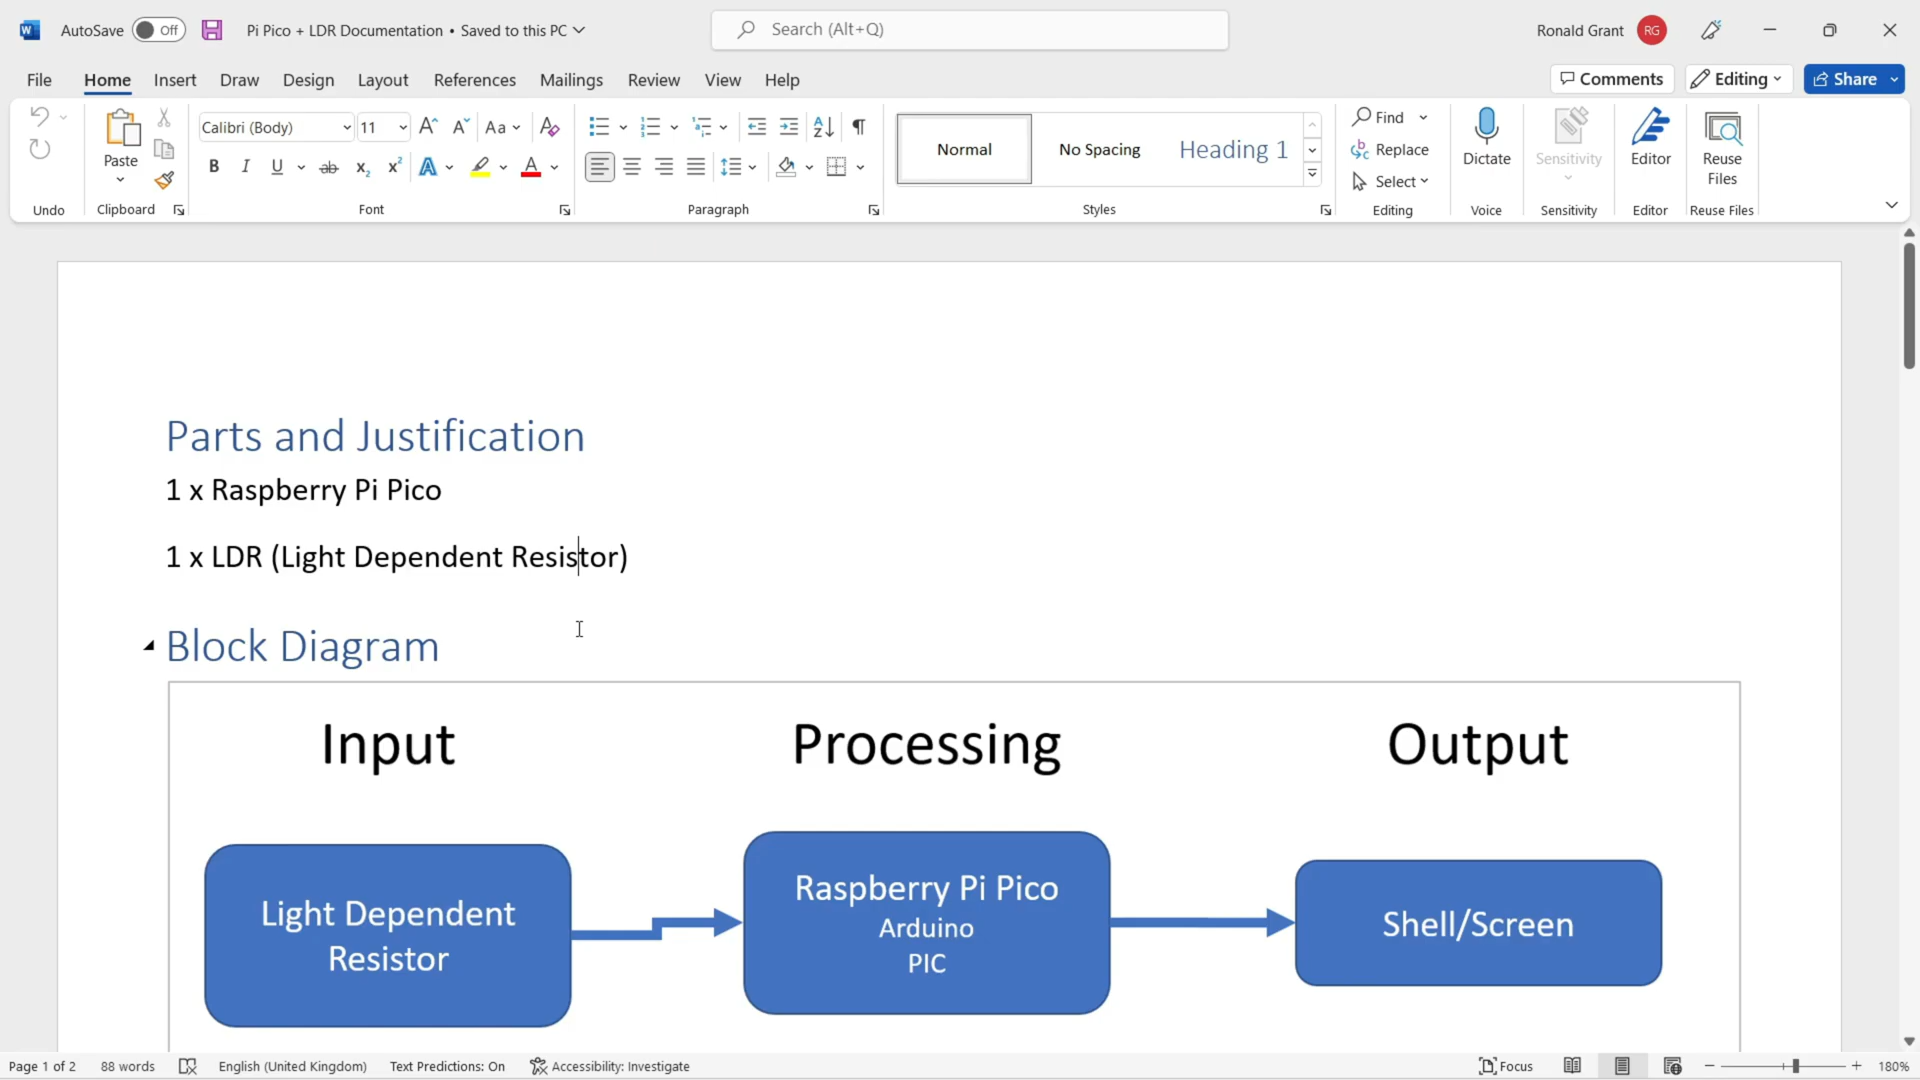 AutoSave Off Pi Pico + LDR Documentation • Saved to this PC Search (Alt+Q) Ronald Grant RG
File Home Insert Draw Design Layout References Mailings Review View Help Comments Editing Share
Paste
Undo Clipboard
Calibri (Body) 11 Aa
B I U ab x2 x2 A A
Font
Paragraph
Normal No Spacing Heading 1
Styles
Find
Replace
Select
Editing
Dictate
Voice
Sensitivity
Sensitivity
Editor
Editor
Reuse
Files
Reuse Files
Parts and Justification
1 x Raspberry Pi Pico
1 x LDR (Light Dependent Resistor)
Block Diagram
Input Processing Output
Light Dependent
Resistor
Raspberry Pi Pico
Arduino
PIC
Shell/Screen
Page 1 of 2 88 words English (United Kingdom) Text Predictions: On Accessibility: Investigate Focus 180%